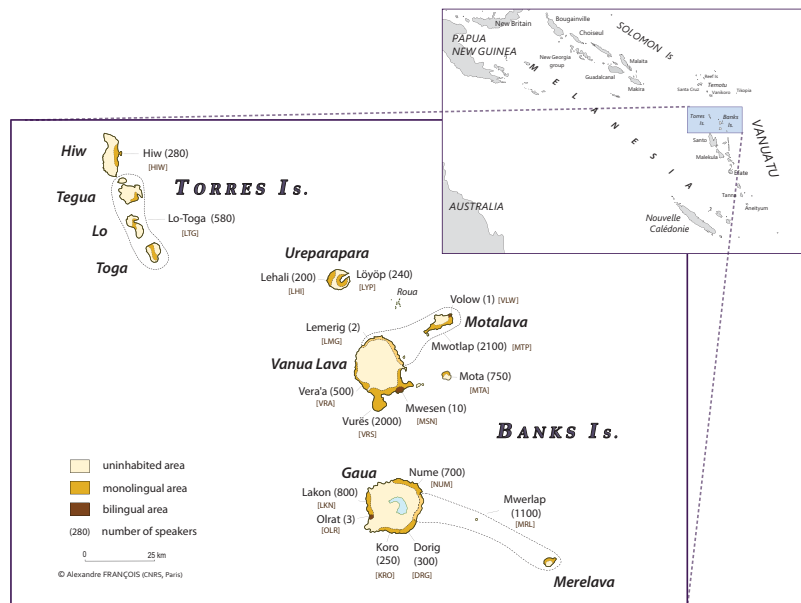 New Britain
Bougainville
Choiseul
SOLOMON Is
PAPUA
NEW GUINEA
New Georgia
group
Malaita
Guadalcanal
Makira
Reef Is.
Temotu
Santa Cruz
Vanikoro
Tikopia
MELANESIA
Torres
Is.
Banks
Is.
VANUATU
Santo
Malekula
Efate
Tanna
Aneityum
AUSTRALIA
Nouvelle
Calédonie
Hiw
Hiw (280)
[HIW]
TORRES Is.
Tegua
Lo-Toga (580)
[LTG]
Lo
Toga
Ureparapara
Lehali (200)
[LHI]
Löyöp (240)
[LYP]
Roua
Volow (1) [VLW]
Motalava
Lemerig (2)
[LMG]
Mwotlap (2100) [MTP]
Vanua Lava
Mota (750)
[MTA]
Vera'a (500)
[VRA]
Mwesen (10)
[MSN]
Vurës (2000)
[VRS]
BANKS Is.
uninhabited area
monolingual area
bilingual area
(280) number of speakers
0 25 km
© Alexandre FRANÇOIS (CNRS, Paris)
Gaua
Nume (700)
[NUM]
Lakon (800)
[LKN]
Olrat (3)
[OLR]
Mwerlap
(1100)
[MRL]
Koro
(250)
[KRO]
Dorig
(300)
[DRG]
Merelava